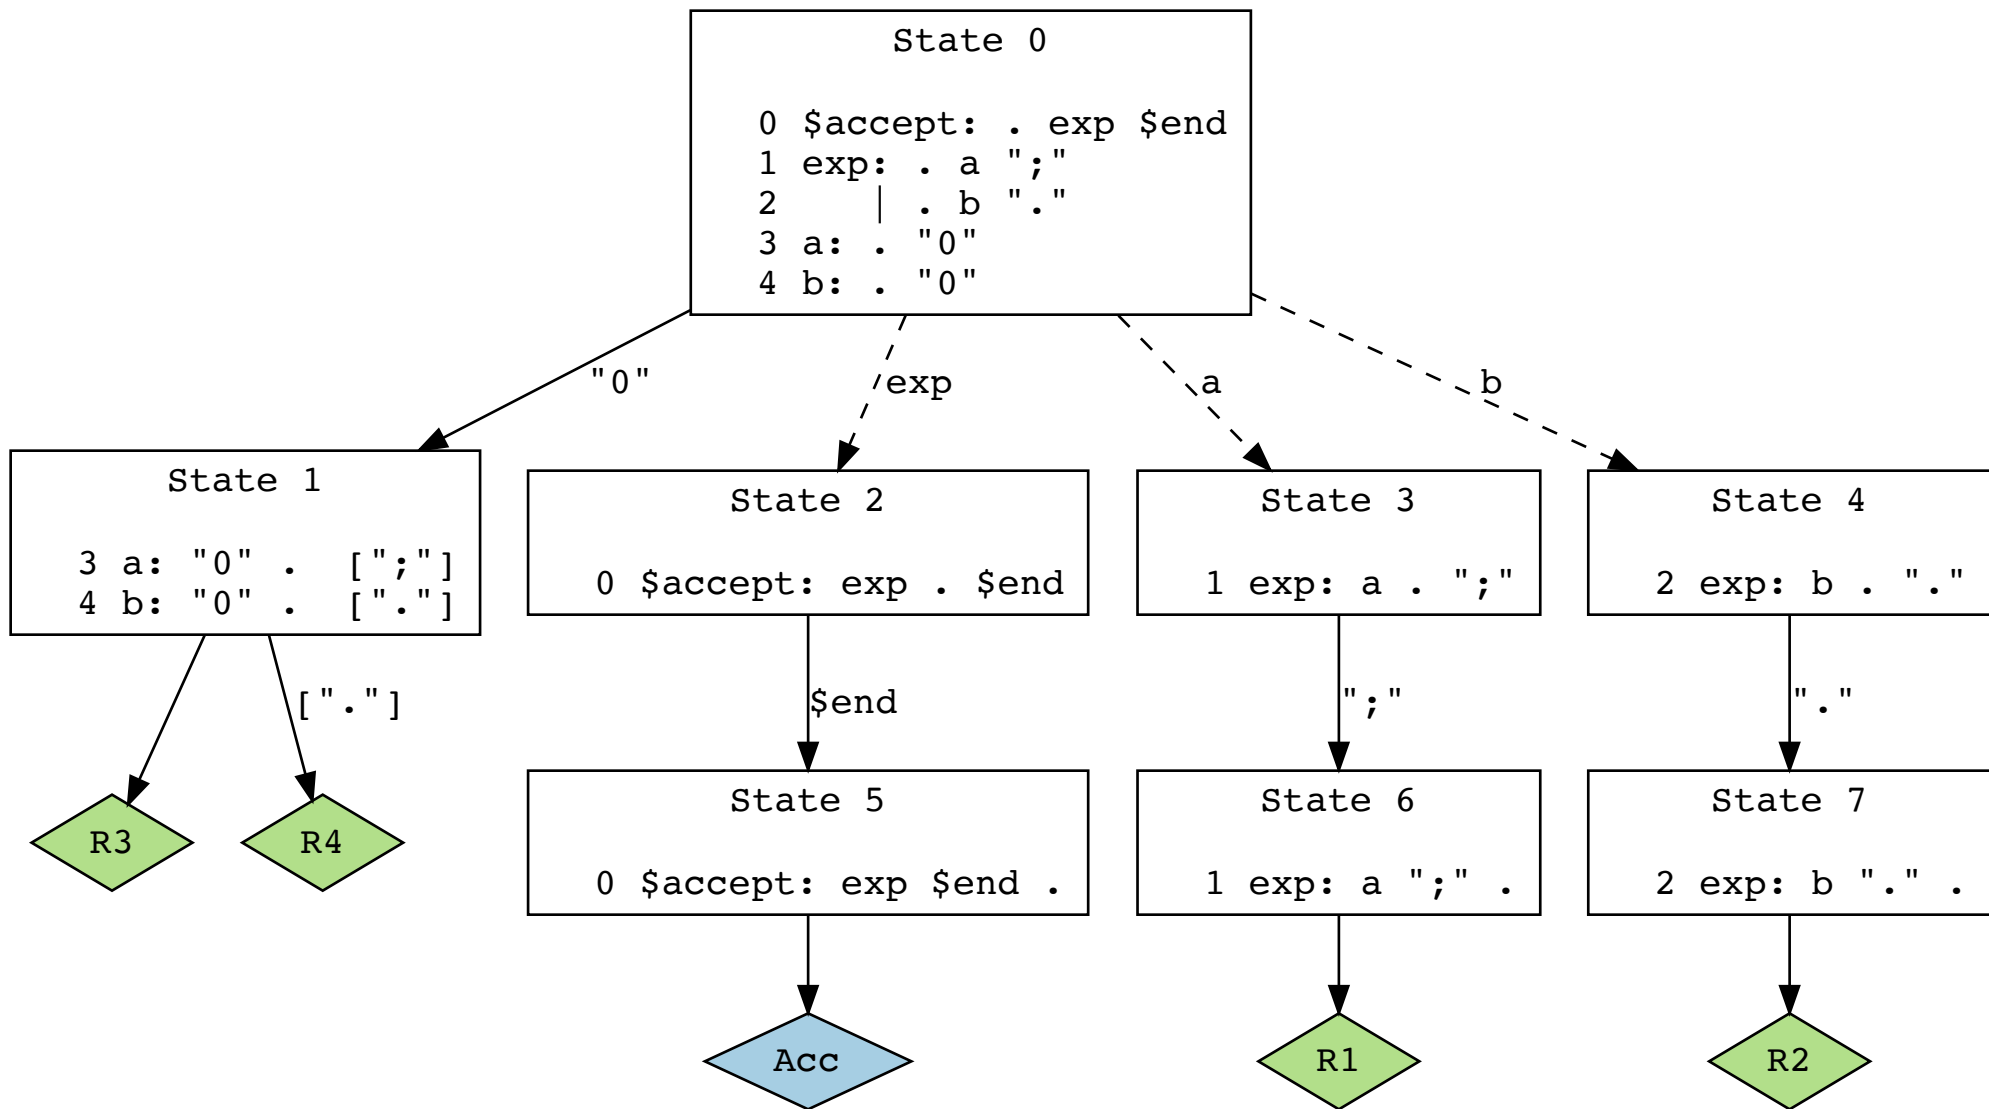 State 0
0 $accept: . exp $end
1 exp: . a ";"
2    | . b "."
3 a: . "0"
4 b: . "0"
"0"
exp
a
b
State 1
3 a: "0" .  [";"]
4 b: "0" .  ["."]
State 2
0 $accept: exp . $end
State 3
1 exp: a . ";"
State 4
2 exp: b . "."
["."]
$end
";"
"."
R3
R4
State 5
0 $accept: exp $end .
State 6
1 exp: a ";" .
State 7
2 exp: b "." .
Acc
R1
R2